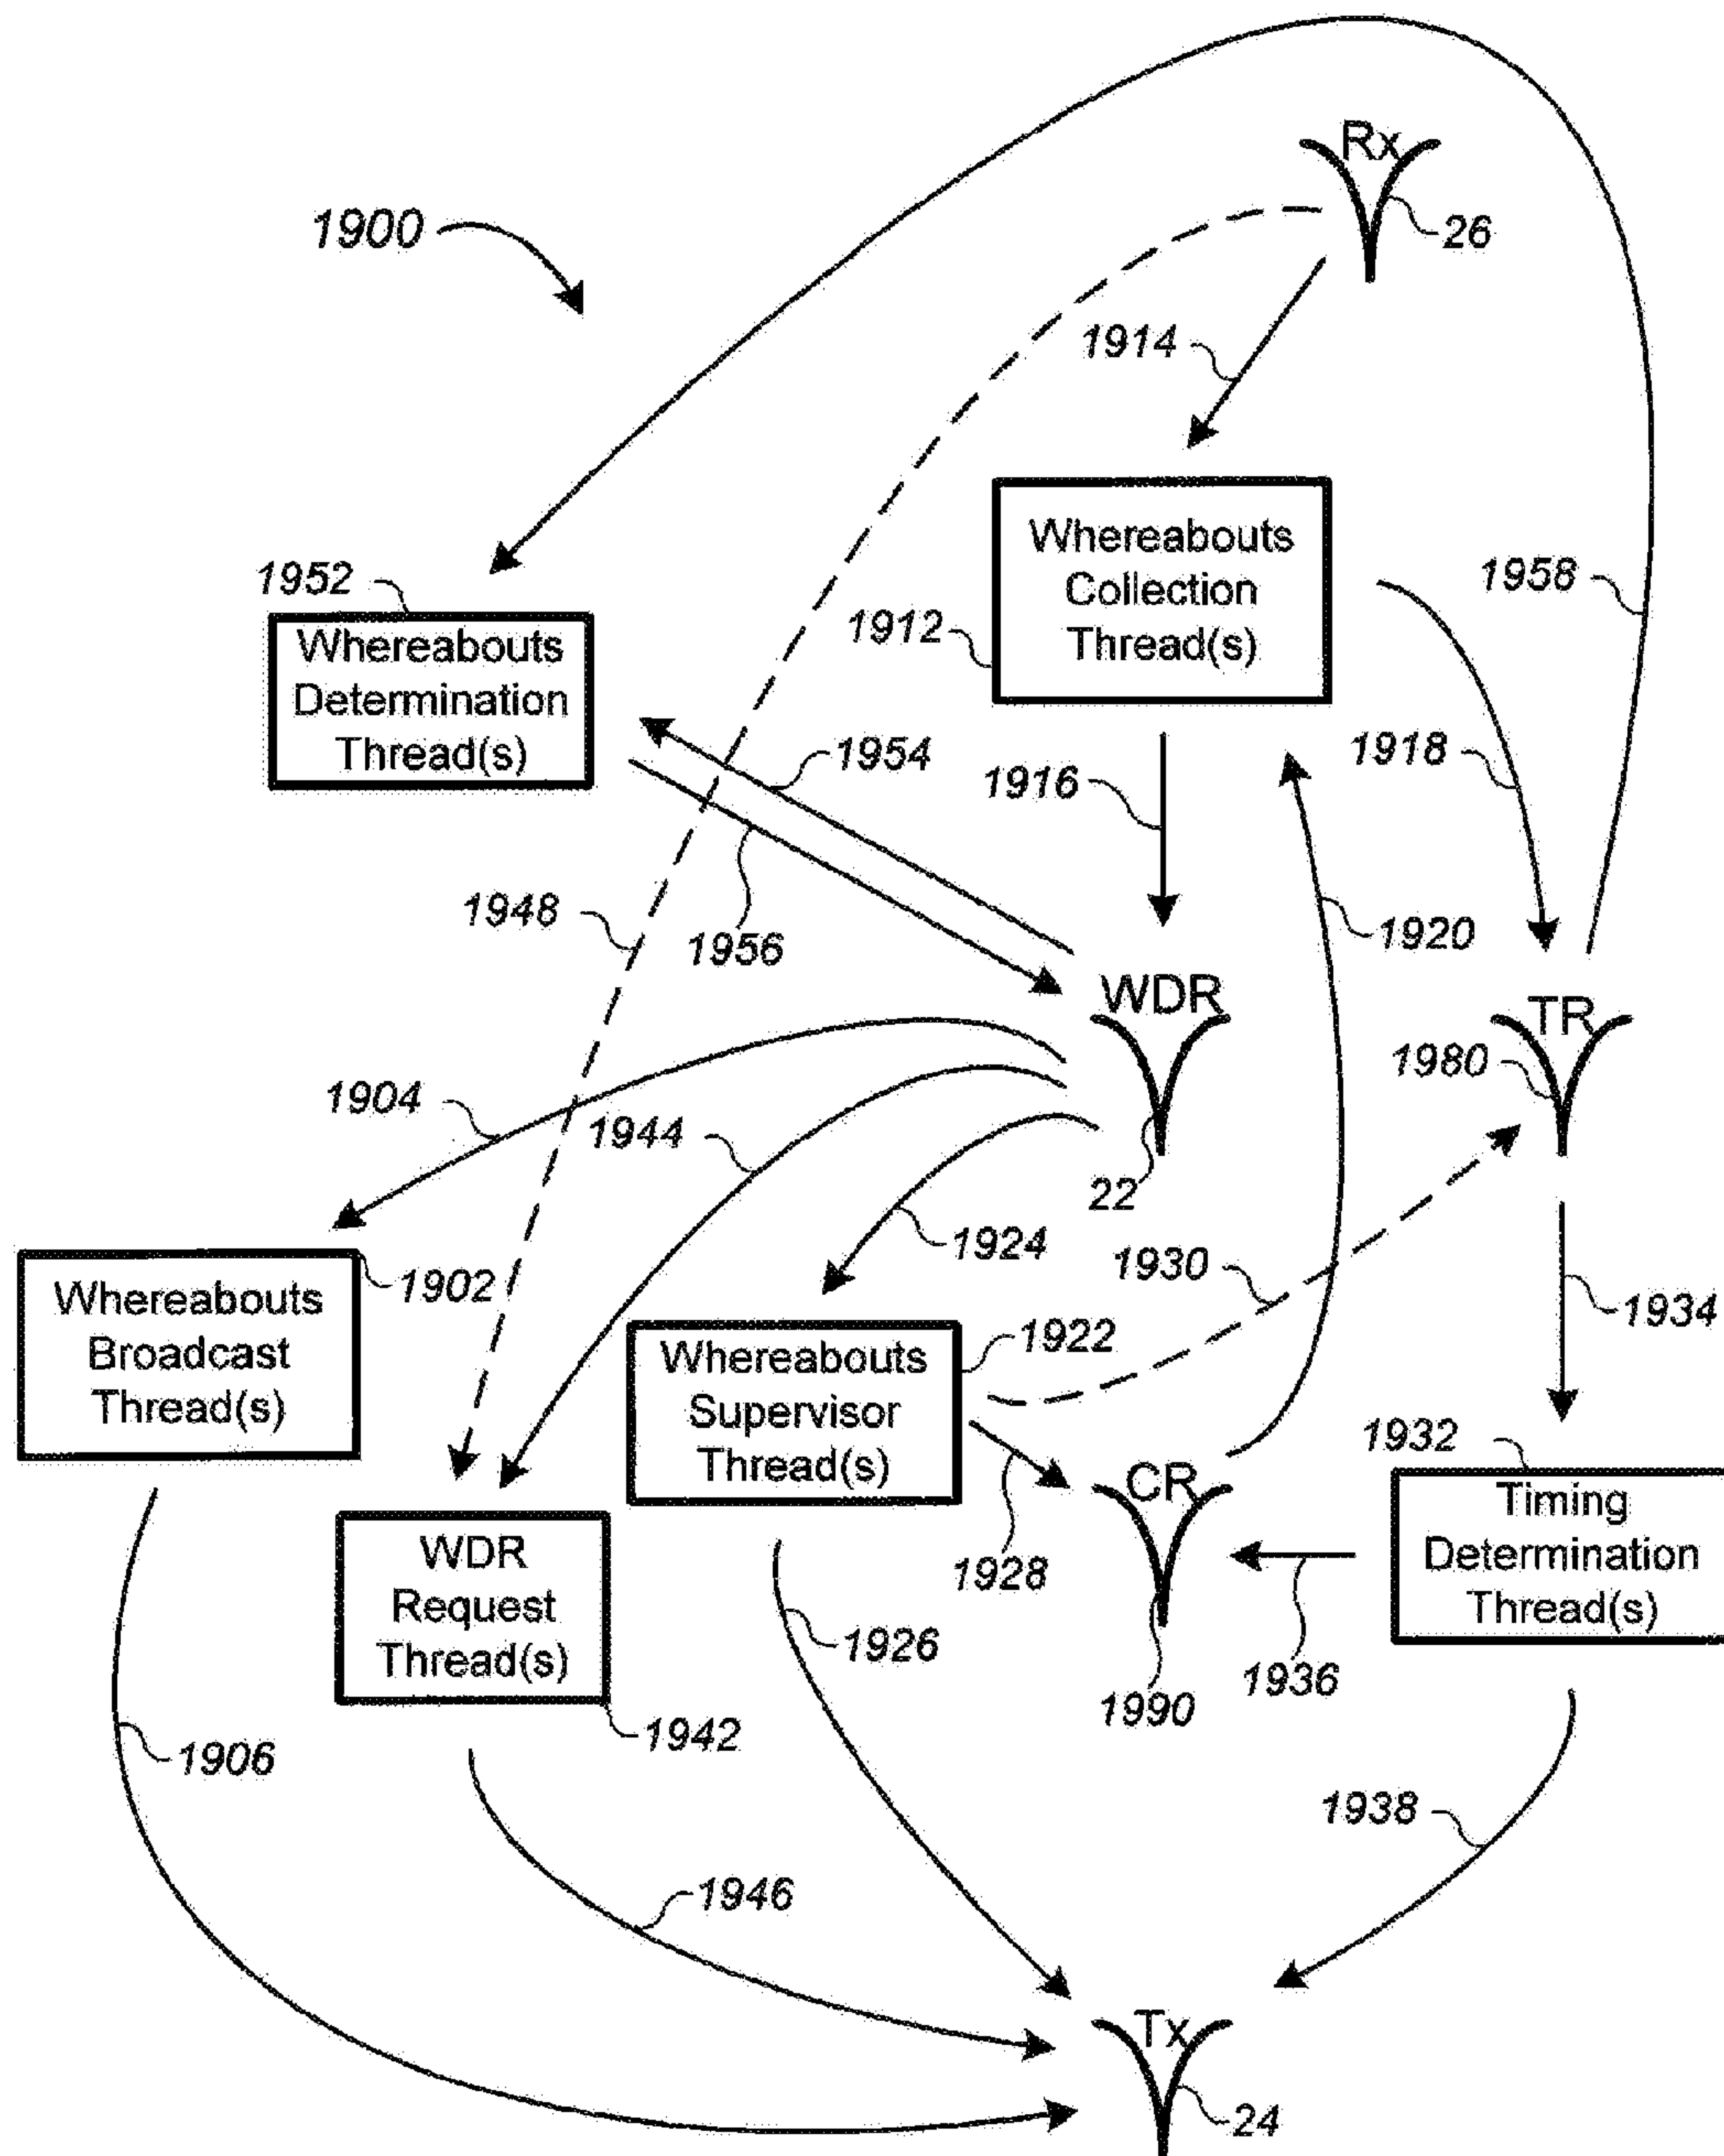 Rx
1900
26
1914
1952
Whereabouts
Determination
Thread(s)
Whereabouts
Collection
Thread(s)
1912
1958
1954
1916
1918
1948
1956
1920
WDR
TR
1980
1904
1944
22
1924
1930
1902
Whereabouts
Broadcast
Thread(s)
1922
Whereabouts
Supervisor
Thread(s)
1934
1932
Timing
Determination
Thread(s)
CR
1928
1936
1990
WDR
Request
Thread(s)
1942
1926
1906
1938
1946
Tx
24